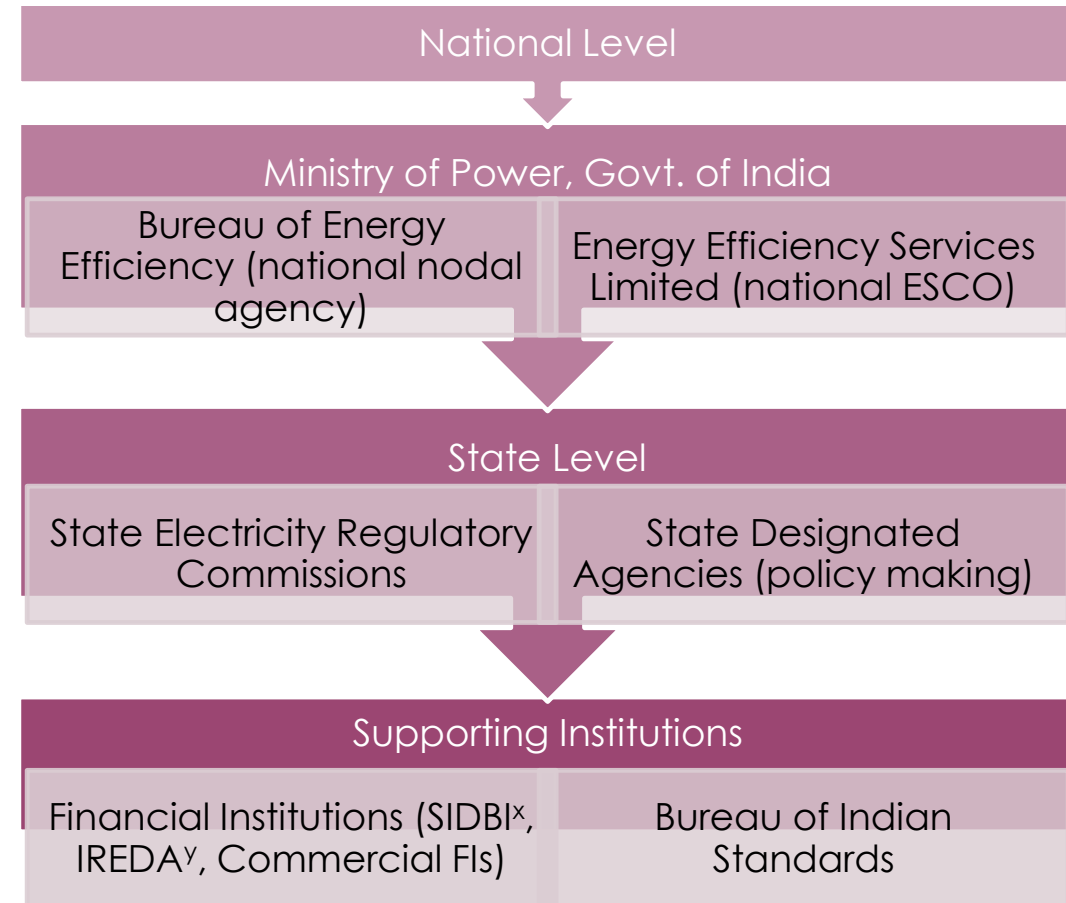 National Level
Ministry of Power, Govt. of India
Bureau of Energy
Efficiency (national nodal
agency)
Energy Efficiency Services
Limited (national ESCO)
State Level
State Electricity Regulatory
Commissions
State Designated
Agencies (policy making)
Supporting Institutions
Financial Institutions (SIDBIˣ,
IREDAʸ, Commercial FIs)
Bureau of Indian
Standards